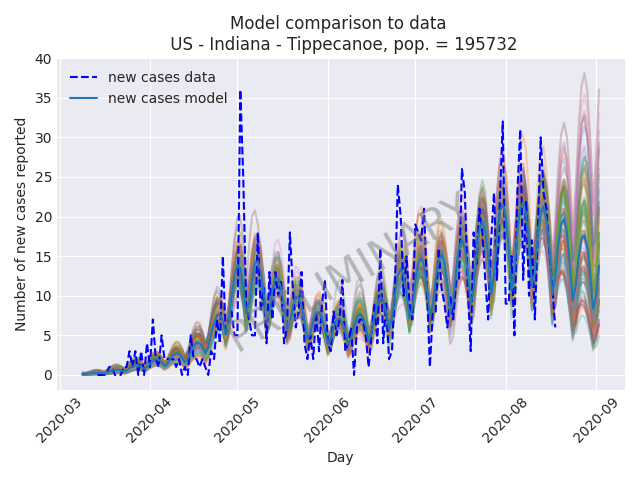 Model comparison to data
US - Indiana - Tippecanoe, pop. = 195732
40
35
30
25
20
15
10
5
0
Number of new cases reported
new cases data
new cases model
PRELIMINARY
2020-03
2020-04
2020-05
2020-06
2020-07
2020-08
2020-09
Day